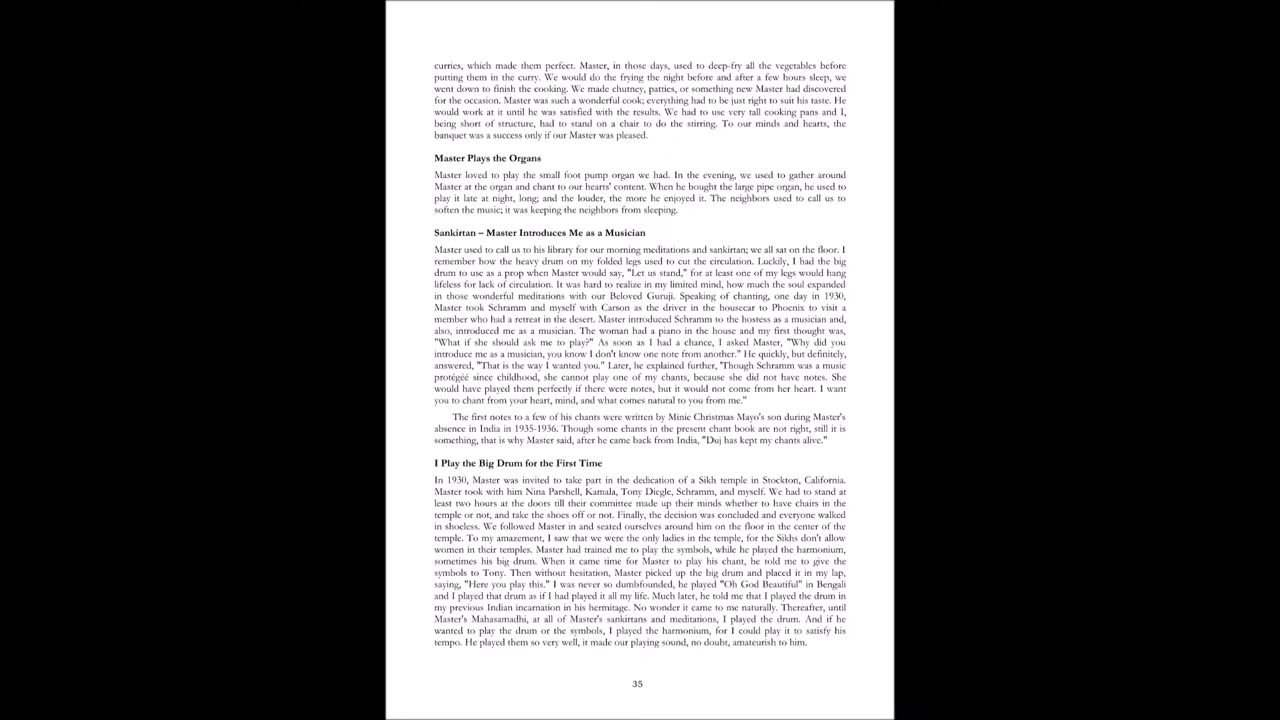 curries, which made them perfect. Master, in those days, used to deep-fry all the vegetables before
putting them in the curry. We would do the frying the night before and after a few hours sleep, we
went down to finish the cooking. We made chutney, patties, or something new Master had discovered
for the occasion. Master was such a wonderful cook; everything had to be just right to suit his taste. He
would work at it until he was satisfied with the results. We had to use very tall cooking pans and I,
being short of structure, had to stand on a chair to do the stirring. To our minds and hearts, the
banquet was a success only if our Master was pleased.
Master Plays the Organs
Master loved to play the small foot pump organ we had. In the evening, we used to gather around
Master at the organ and chant to our hearts' content. When he bought the large pipe organ, he used to
play it late at night, long; and the louder, the more he enjoyed it. The neighbors used to call us to
soften the music; it was keeping the neighbors from sleeping.
Sankirtan – Master Introduces Me as a Musician
Master used to call us to his library for our morning meditations and sankirtan; we all sat on the floor. I
remember how the heavy drum on my folded legs used to cut the circulation. Luckily, I had the big
drum to use as a prop when Master would say, "Let us stand," for at least one of my legs would hang
lifeless for lack of circulation. It was hard to realize in my limited mind, how much the soul expanded
in those wonderful meditations with our Beloved Guruji. Speaking of chanting, one day in 1930,
Master took Schramm and myself with Carson as the driver in the housecar to Phoenix to visit a
member who had a retreat in the desert. Master introduced Schramm to the hostess as a musician and,
also, introduced me as a musician. The woman had a piano in the house and my first thought was,
"What if she should ask me to play?" As soon as I had a chance, I asked Master, "Why did you
introduce me as a musician, you know I don't know one note from another." He quickly, but definitely,
answered, "That is the way I wanted you." Later, he explained further, 'Though Schramm was a music
protégéé since childhood, she cannot play one of my chants, because she did not have notes. She
would have played them perfectly if there were notes, but it would not come from her heart. I want
you to chant from your heart, mind, and what comes natural to you from me."
The first notes to a few of his chants were written by Minie Christmas Mayo's son during Master's
absence in India in 1935-1936. Though some chants in the present chant book are not right, still it is
something, that is why Master said, after he came back from India, "Duj has kept my chants alive."
I Play the Big Drum for the First Time
In 1930, Master was invited to take part in the dedication of a Sikh temple in Stockton, California.
Master took with him Nina Parshell, Kamala, Tony Diegle, Schramm, and myself. We had to stand at
least two hours at the doors till their committee made up their minds whether to have chairs in the
temple or not, and take the shoes off or not. Finally, the decision was concluded and everyone walked
in shoeless. We followed Master in and seated ourselves around him on the floor in the center of the
temple. To my amazement, I saw that we were the only ladies in the temple, for the Sikhs don't allow
women in their temples. Master had trained me to play the symbols, while he played the harmonium,
sometimes his big drum. When it came time for Master to play his chant, he told me to give the
symbols to Tony. Then without hesitation, Master picked up the big drum and placed it in my lap,
saying, "Here you play this." I was never so dumbfounded, he played "Oh God Beautiful" in Bengali
and I played that drum as if I had played it all my life. Much later, he told me that I played the drum in
my previous Indian incarnation in his hermitage. No wonder it came to me naturally. Thereafter, until
Master's Mahasamadhi, at all of Master's sankirtans and meditations, I played the drum. And if he
wanted to play the drum or the symbols, I played the harmonium, for I could play it to satisfy his
tempo. He played them so very well, it made our playing sound, no doubt, amateurish to him.
35